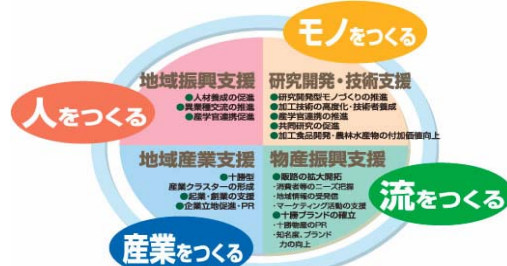 モノをつくる
地域振興支援
●人材養成の促進
●異業種交流の推進
●産学官連携促進
研究開発・技術支援
●研究開発型モノづくりの推進
●加工技術の高度化・技術者養成
●産学官連携の推進
●共同研究の促進
●加工食品開発・農林水産物の付加価値向上
人をつくる
地域産業支援
●十勝型
産業クラスターの形成
●起業・創業の支援
●企業立地促進・PR
物産振興支援
●販路の拡大開拓
・消費者等のニーズ把握
・地域情報の受発信
・マーケティング活動の支援
●十勝ブランドの確立
・十勝物産のPR
・知名度、ブランド
力の向上
流をつくる
産業をつくる